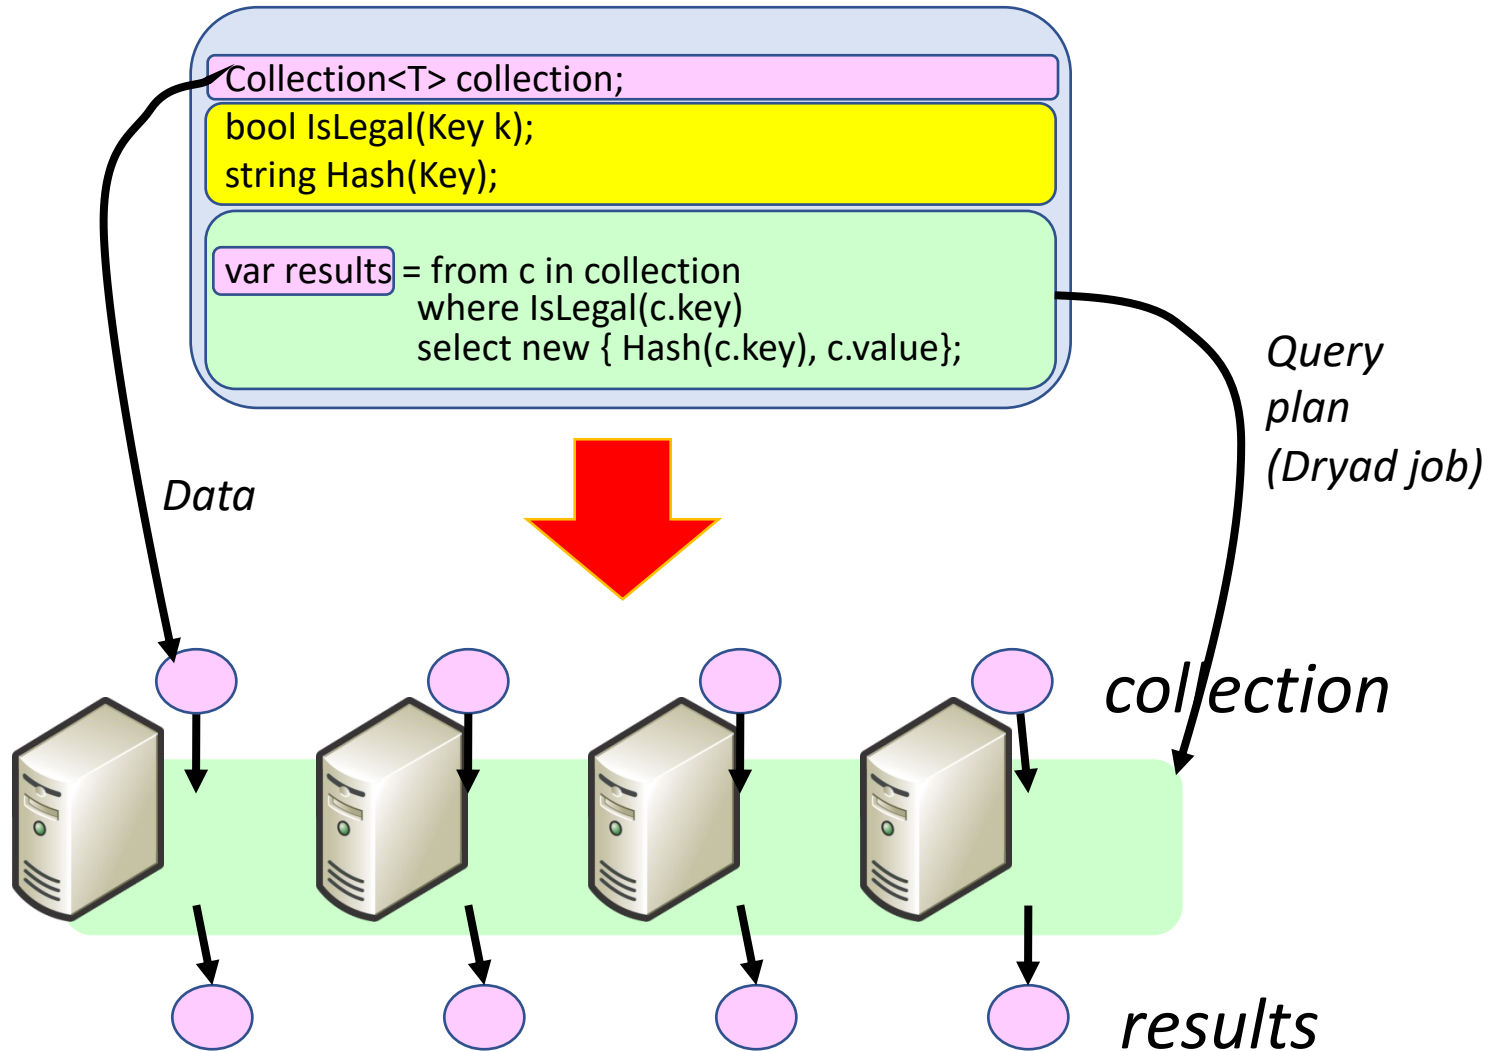 Collection<T> collection;
bool IsLegal(Key k);
string Hash(Key);
var results = from c in collection
where IsLegal(c.key)
select new { Hash(c.key), c.value};
Query
plan
(Dryad job)
Data
collection
results